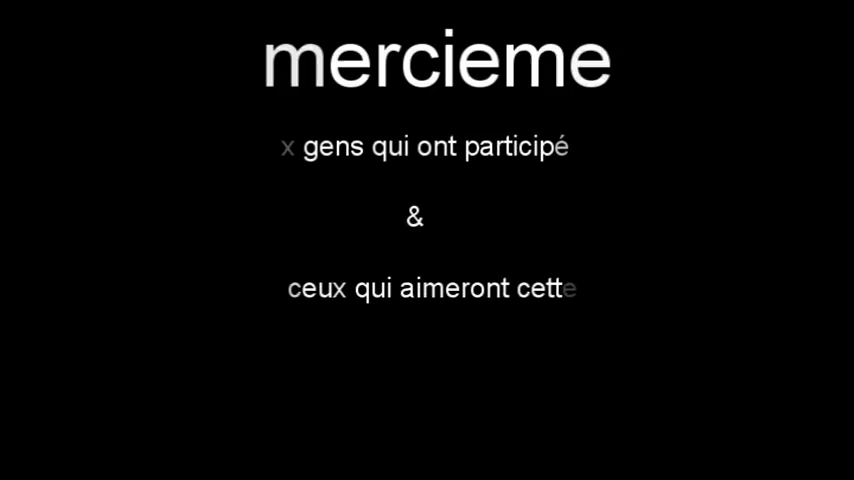 mercieme
x gens qui ont participé
&
ceux qui aimeront cette